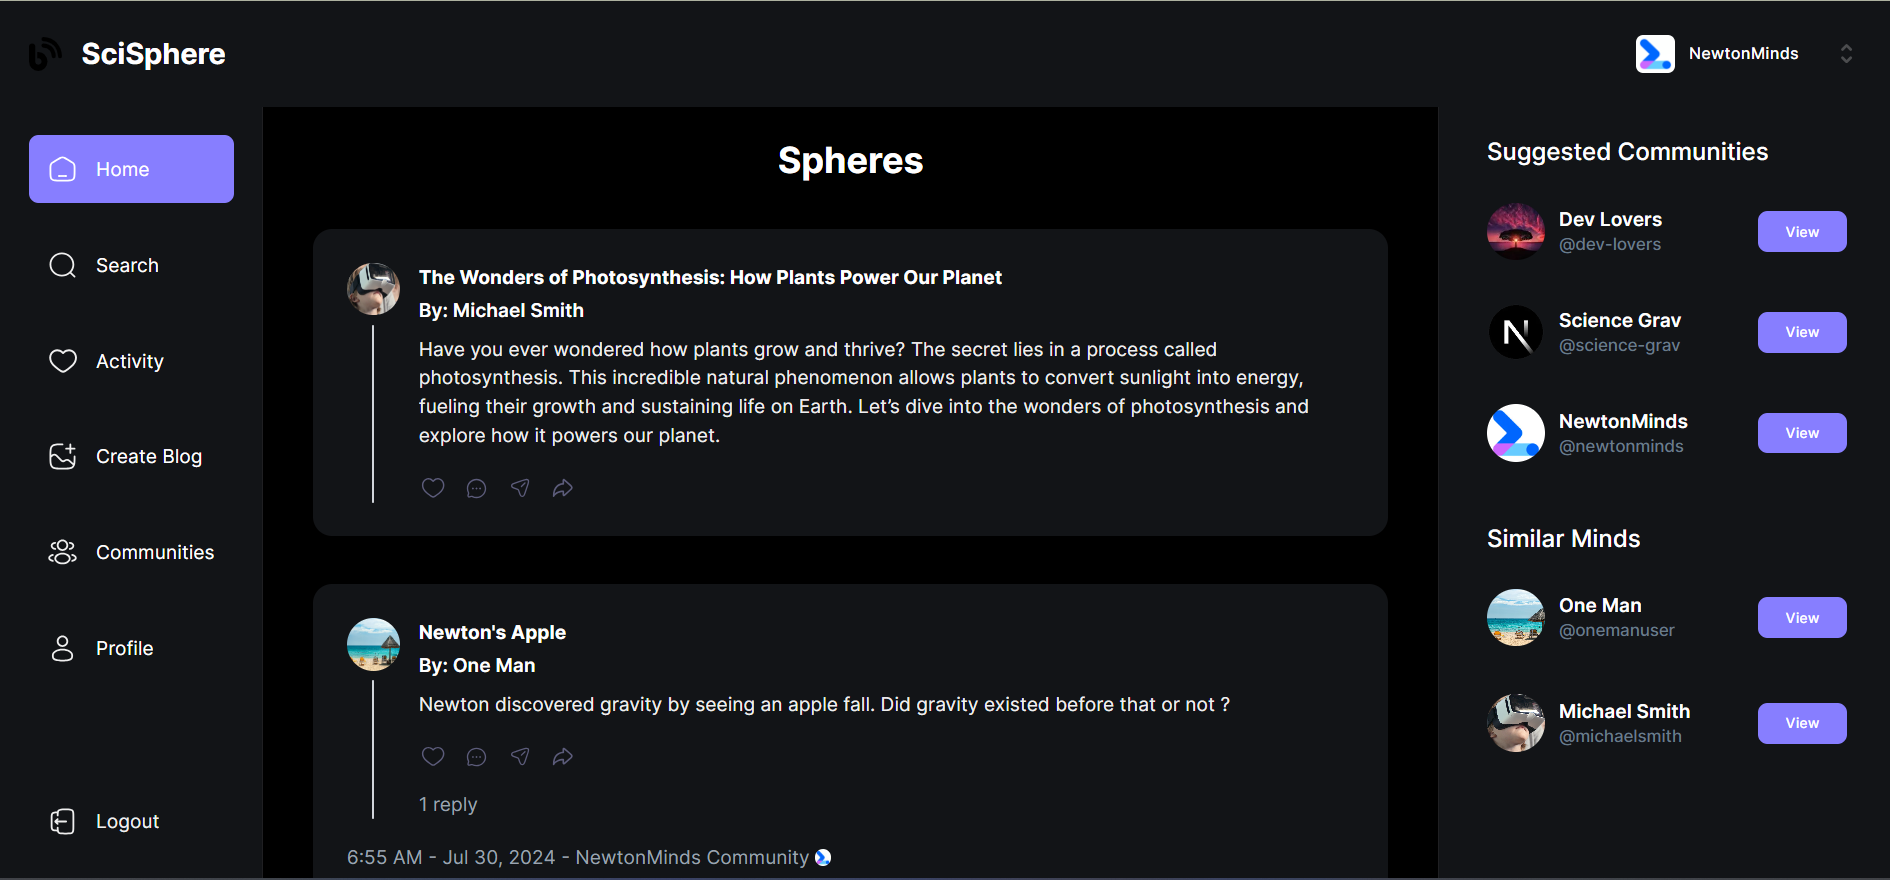 SciSphere
NewtonMinds
Home
Search
Activity
Create Blog
Communities
Profile
Logout
Spheres
The Wonders of Photosynthesis: How Plants Power Our Planet
By: Michael Smith
Have you ever wondered how plants grow and thrive? The secret lies in a process called
photosynthesis. This incredible natural phenomenon allows plants to convert sunlight into energy,
fueling their growth and sustaining life on Earth. Let’s dive into the wonders of photosynthesis and
explore how it powers our planet.
Newton's Apple
By: One Man
Newton discovered gravity by seeing an apple fall. Did gravity existed before that or not ?
1 reply
6:55 AM - Jul 30, 2024 - NewtonMinds Community
Suggested Communities
Dev Lovers
@dev-lovers
View
N
Science Grav
@science-grav
View
NewtonMinds
@newtonminds
View
Similar Minds
One Man
@onemanuser
View
Michael Smith
@michaelsmith
View